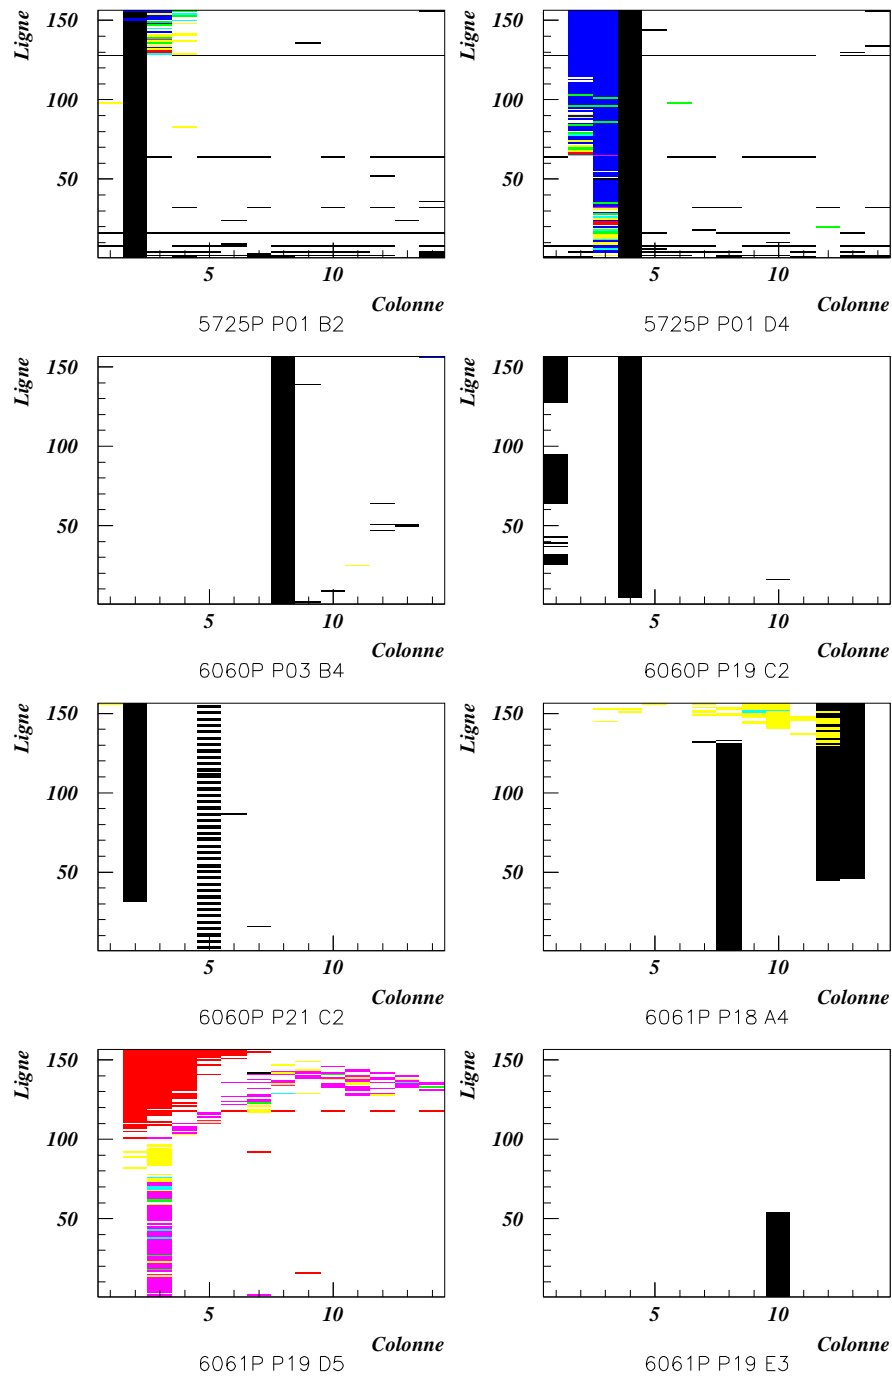 Ligne
150
100
50
5 10
Colonne
5725P P01 B2
Ligne
150
100
50
5 10
Colonne
5725P P01 D4
Ligne
150
100
50
5 10
Colonne
6060P P03 B4
Ligne
150
100
50
5 10
Colonne
6060P P19 C2
Ligne
150
100
50
5 10
Colonne
6060P P21 C2
Ligne
150
100
50
5 10
Colonne
6061P P18 A4
Ligne
150
100
50
5 10
Colonne
6061P P19 D5
Ligne
150
100
50
5 10
Colonne
6061P P19 E3